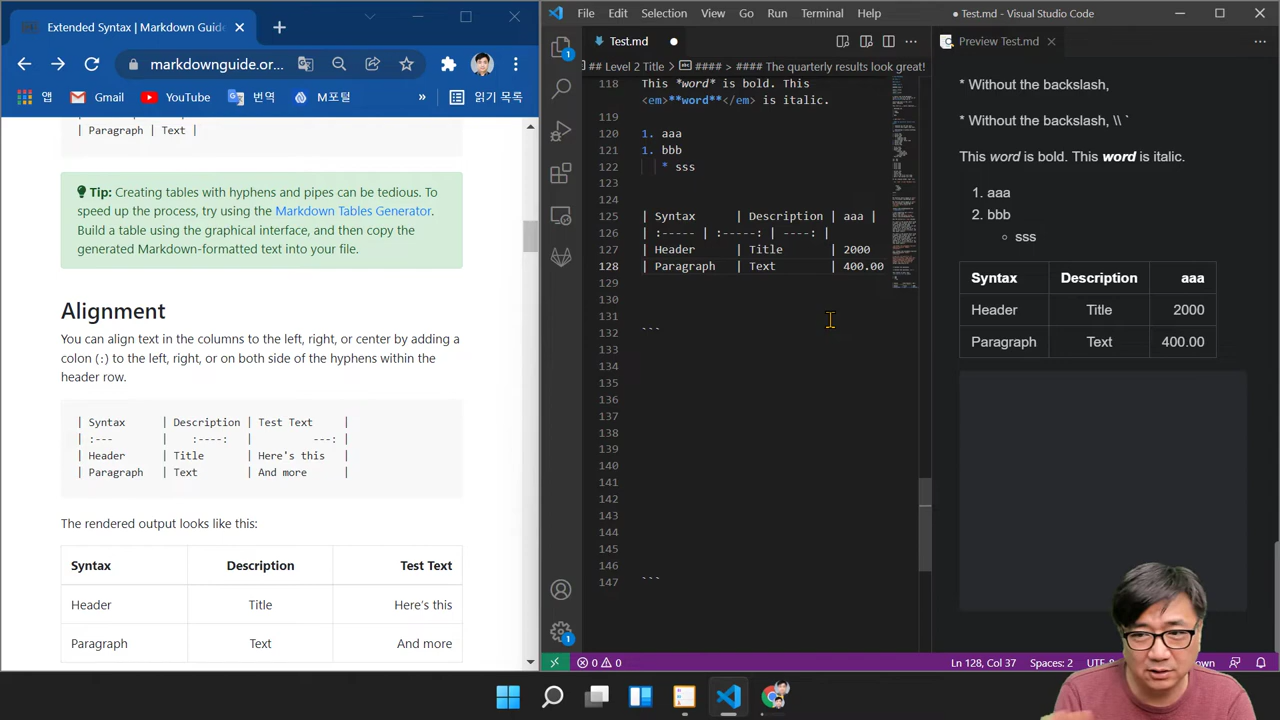 Extended Syntax | Markdown Guide
markdownguide.or...
앱
Gmail
YouTube
번역
M포털
»
읽기 목록
| Paragraph | Text |
Tip: Creating tables with hyphens and pipes can be tedious. To
speed up the process, try using the Markdown Tables Generator.
Build a table using the graphical interface, and then copy the
generated Markdown-formatted text into your file.
Alignment
You can align text in the columns to the left, right, or center by adding a
colon (:) to the left, right, or on both side of the hyphens within the
header row.
| Syntax | Description | Test Text |
| :--- | :----: | ---: |
| Header | Title | Here's this |
| Paragraph | Text | And more |
The rendered output looks like this:
Syntax Description Test Text
Header Title Here's this
Paragraph Text And more
File Edit Selection View Go Run Terminal Help
● Test.md - Visual Studio Code
Test.md
## Level 2 Title > #### > #### The quarterly results look great!
118 This *word* is bold. This
<em>**word**</em> is italic.
119
120 1. aaa
121 1. bbb
122 * sss
123
124
125 | Syntax | Description | aaa |
126 | :----- | :-----: | ----: |
127 | Header | Title | 2000
128 | Paragraph | Text | 400.00
129
130
131
132 ```
133
134
135
136
137
138
139
140
141
142
143
144
145
146
147 ```
Preview Test.md
* Without the backslash,
* Without the backslash, \\ `
This word is bold. This word is italic.
1. aaa
2. bbb
sss
Syntax Description aaa
Header Title 2000
Paragraph Text 400.00
1
1
0 0
Ln 128, Col 37
Spaces: 2